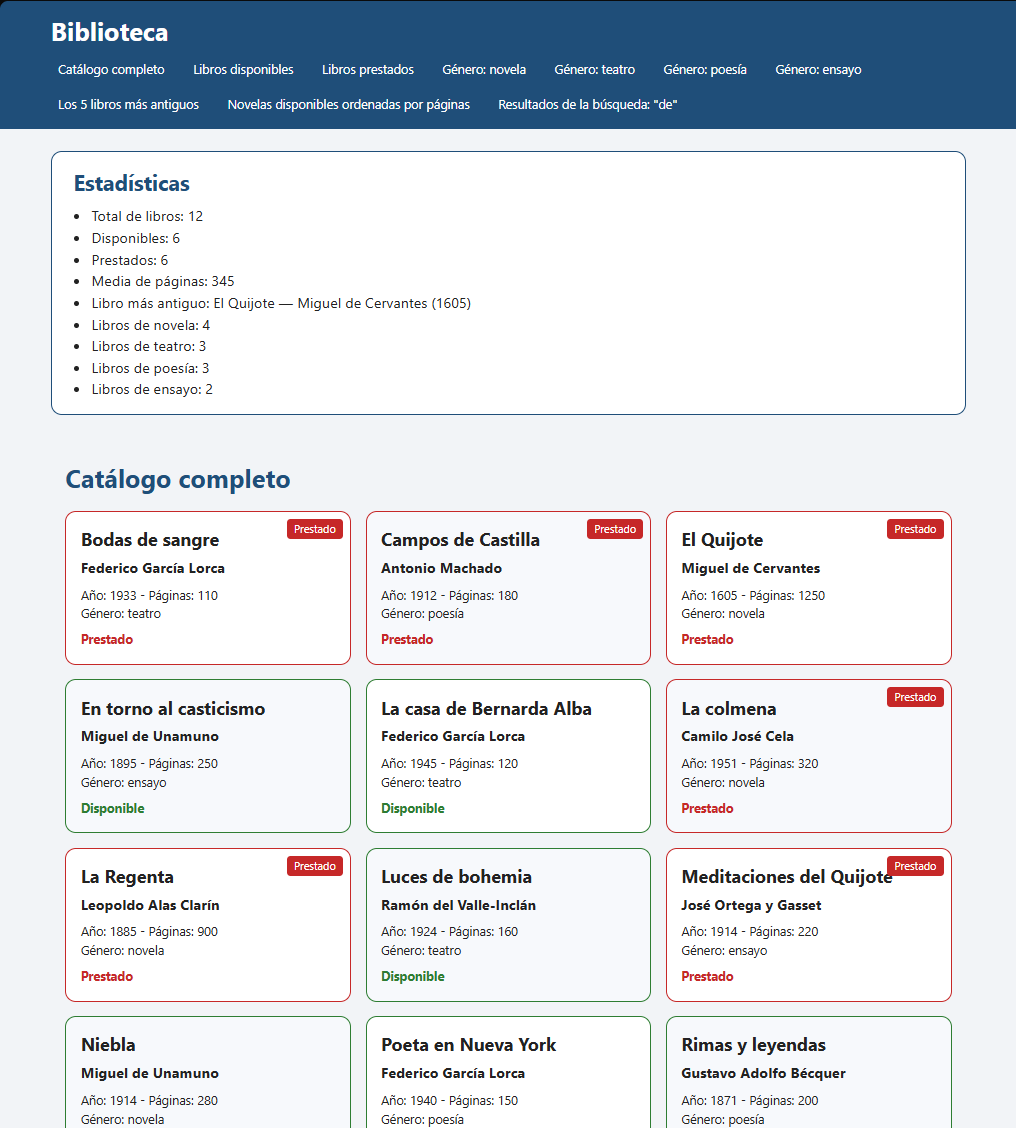 Biblioteca
Catálogo completo
Libros disponibles
Libros prestados
Género: novela
Género: teatro
Género: poesía
Género: ensayo
Los 5 libros más antiguos
Novelas disponibles ordenadas por páginas
Resultados de la búsqueda: "de"
Estadísticas
Total de libros: 12
Disponibles: 6
Prestados: 6
Media de páginas: 345
Libro más antiguo: El Quijote — Miguel de Cervantes (1605)
Libros de novela: 4
Libros de teatro: 3
Libros de poesía: 3
Libros de ensayo: 2
Catálogo completo
Prestado
Bodas de sangre
Federico García Lorca
Año: 1933 - Páginas: 110
Género: teatro
Prestado
Prestado
Campos de Castilla
Antonio Machado
Año: 1912 - Páginas: 180
Género: poesía
Prestado
Prestado
El Quijote
Miguel de Cervantes
Año: 1605 - Páginas: 1250
Género: novela
Prestado
En torno al casticismo
Miguel de Unamuno
Año: 1895 - Páginas: 250
Género: ensayo
Disponible
La casa de Bernarda Alba
Federico García Lorca
Año: 1945 - Páginas: 120
Género: teatro
Disponible
Prestado
La colmena
Camilo José Cela
Año: 1951 - Páginas: 320
Género: novela
Prestado
Prestado
La Regenta
Leopoldo Alas Clarín
Año: 1885 - Páginas: 900
Género: novela
Prestado
Luces de bohemia
Ramón del Valle-Inclán
Año: 1924 - Páginas: 160
Género: teatro
Disponible
Prestado
Meditaciones del Quijote
José Ortega y Gasset
Año: 1914 - Páginas: 220
Género: ensayo
Prestado
Niebla
Miguel de Unamuno
Año: 1914 - Páginas: 280
Género: novela
Poeta en Nueva York
Federico García Lorca
Año: 1940 - Páginas: 150
Género: poesía
Rimas y leyendas
Gustavo Adolfo Bécquer
Año: 1871 - Páginas: 200
Género: poesía